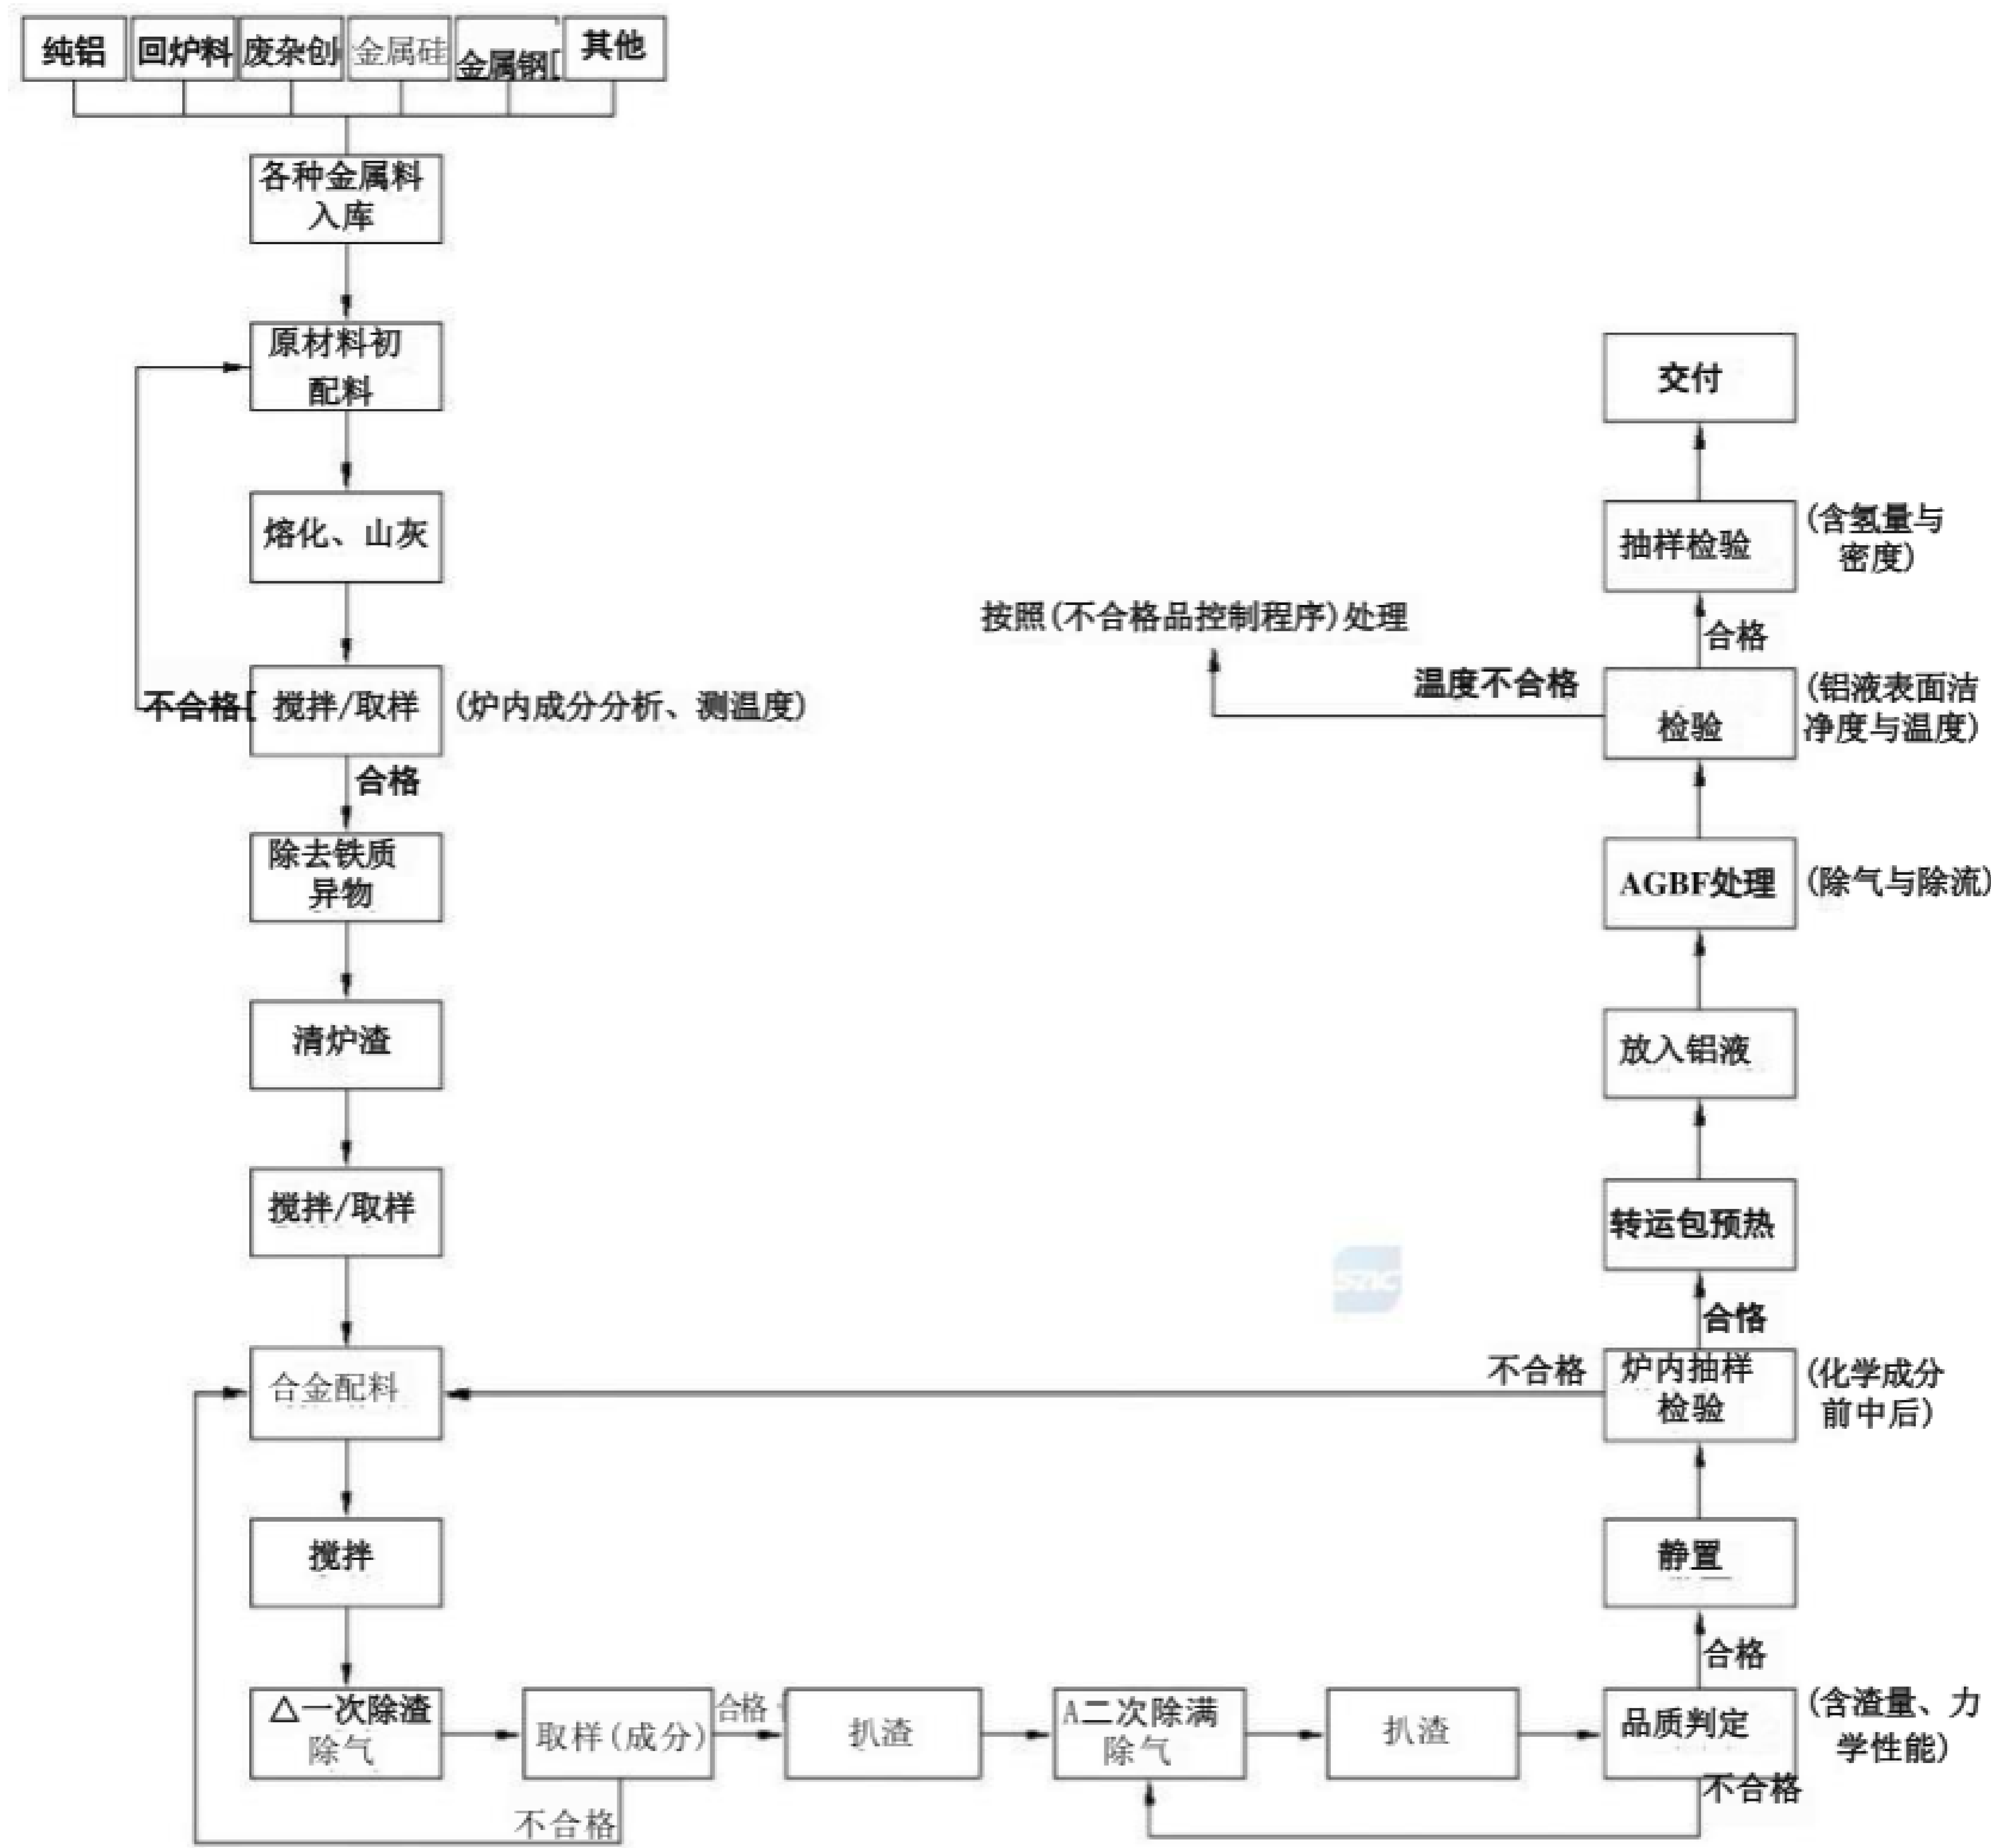 纯铝
回炉料
废杂创
金属硅
金属钢[
其他
各种金属料
入库
原材料初
配料
熔化、山灰
不合格[
搅拌/取样
(炉内成分分析、测温度)
合格
除去铁质
异物
清炉渣
搅拌/取样
合金配料
搅拌
△一次除渣
除气
取样(成分)
合格
不合格
扒渣
A二次除满
除气
扒渣
品质判定
(含渣量、力
学性能)
不合格
合格
静置
炉内抽样
检验
(化学成分
前中后)
不合格
合恪
转运包预热
放入铝液
AGBF处理
(除气与除流)
检验
(铝液表面洁
净度与温度)
温度不合格
按照(不合格品控制程序)处理
合格
抽样检验
(含氢量与
密度)
交付
SZIC